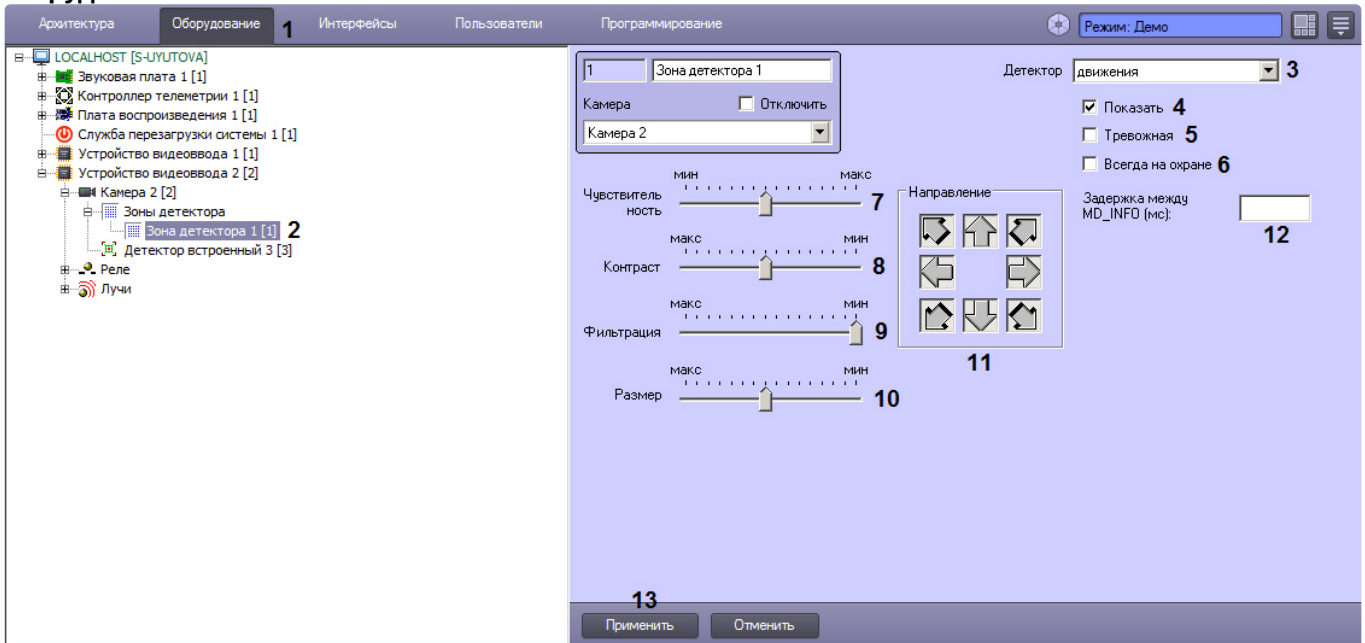 Архитектура Оборудование 1 Интерфейсы Пользователи Программирование Режим: Демо
LOCALHOST [S-UYUTOVA]
Звуковая плата 1 [1]
Контроллер телеметрии 1 [1]
Плата воспроизведения 1 [1]
Служба перезагрузки системы 1 [1]
Устройство видеоввода 1 [1]
Устройство видеоввода 2 [2]
Камера 2 [2]
Зоны детектора
Зона детектора 1 [1] 2
Детектор встроенный 3 [3]
Реле
Лучи
1 Зона детектора 1
Камера Отключить
Камера 2
Детектор движения 3
Показать 4
Тревожная 5
Всегда на охране 6
Задержка между
MD_INFO (мс):
12
мин макс
Чувствитель
ность
7
макс мин
Контраст 8
макс мин
Фильтрация 9
макс мин
Размер 10
Направление
11
13
Применить Отменить